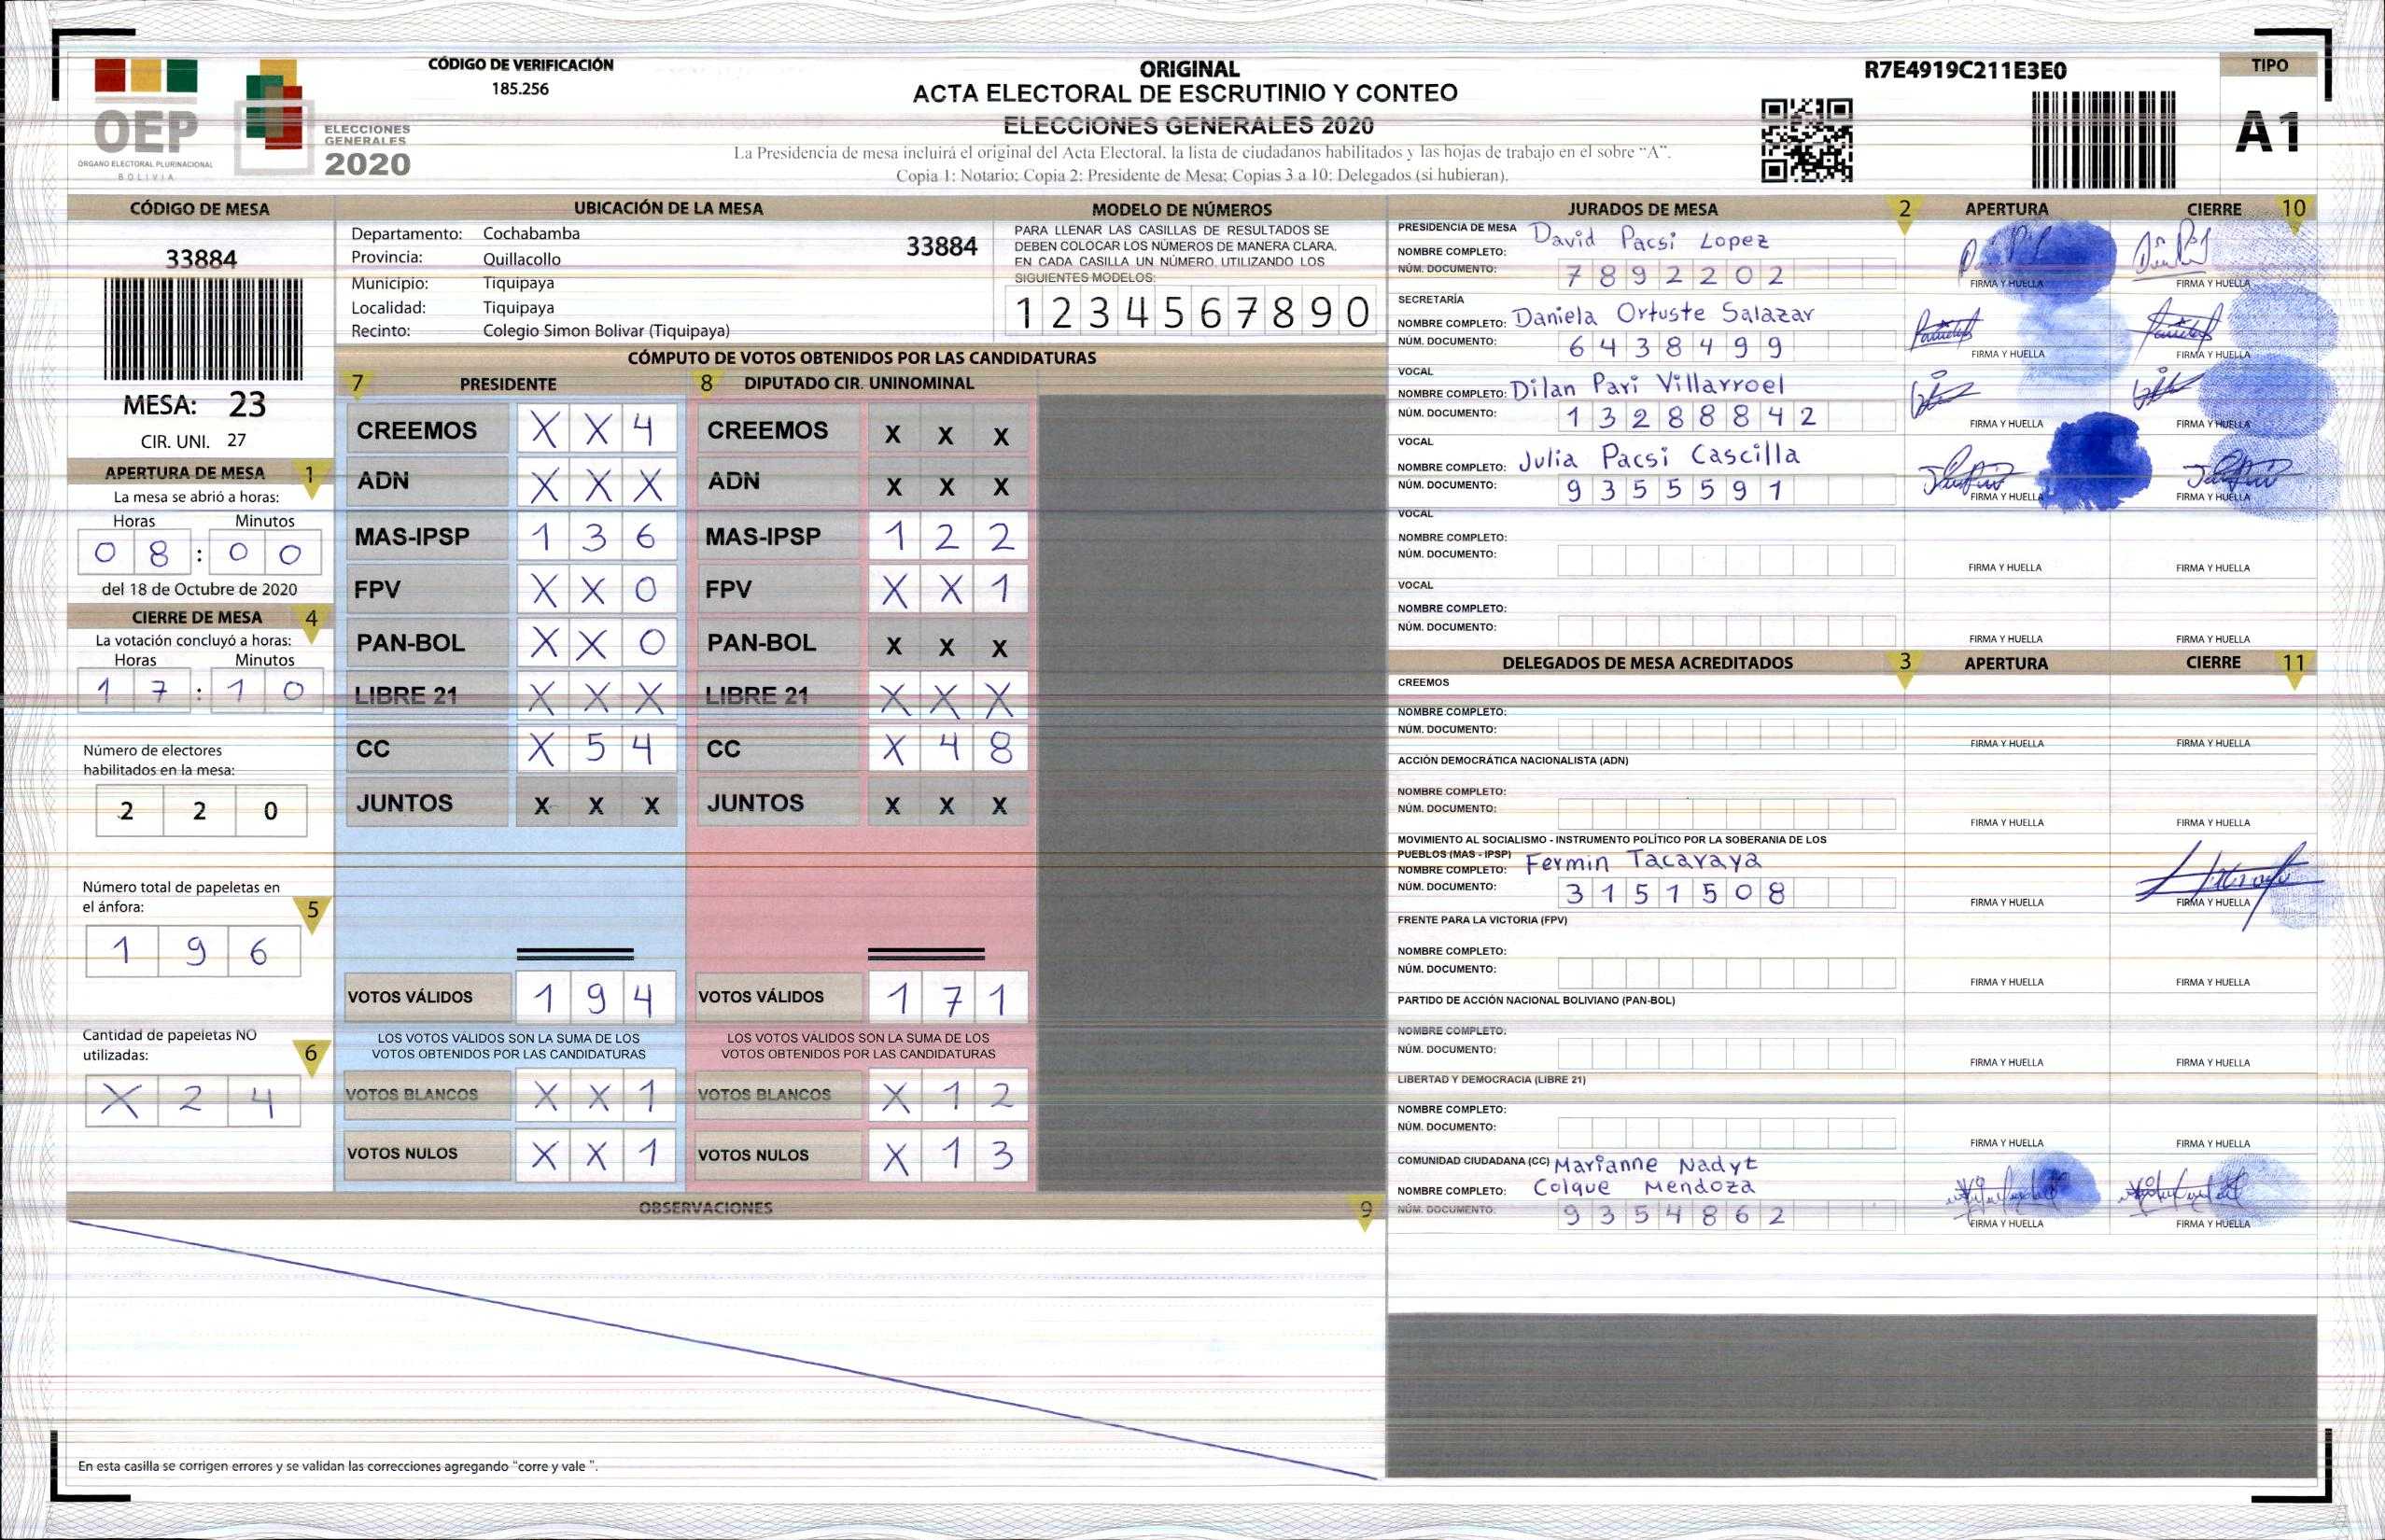 CÓDIGO DE VERIFICACIÓN
185.256
OEP
ÓRGANO ELECTORAL PLURINACIONAL
BOLIVIA
ELECCIONES
GENERALES
2020
ORIGINAL
ACTA ELECTORAL DE ESCRUTINIO Y CONTEO
ELECCIONES GENERALES 2020
La Presidencia de mesa incluirá el original del Acta Electoral, la lista de ciudadanos habilitados y las hojas de trabajo en el sobre “A”.
Copia 1: Notario; Copia 2: Presidente de Mesa; Copias 3 a 10: Delegados (si hubieran).
R7E4919C211E3E0
TIPO
A1
CÓDIGO DE MESA
33884
MESA: 23
CIR. UNI. 27
APERTURA DE MESA 1
La mesa se abrió a horas:
Horas Minutos
0 8 : 0 0
del 18 de Octubre de 2020
CIERRE DE MESA 4
La votación concluyó a horas:
Horas Minutos
1 7 : 1 0
Número de electores
habilitados en la mesa:
2 2 0
Número total de papeletas en
el ánfora: 5
1 9 6
Cantidad de papeletas NO
utilizadas: 6
X 2 4
UBICACIÓN DE LA MESA
Departamento: Cochabamba
33884
Provincia: Quillacollo
Municipio: Tiquipaya
Localidad: Tiquipaya
Recinto: Colegio Simon Bolivar (Tiquipaya)
MODELO DE NÚMEROS
PARA LLENAR LAS CASILLAS DE RESULTADOS SE
DEBEN COLOCAR LOS NÚMEROS DE MANERA CLARA.
EN CADA CASILLA UN NÚMERO, UTILIZANDO LOS
SIGUIENTES MODELOS:
1 2 3 4 5 6 7 8 9 0
CÓMPUTO DE VOTOS OBTENIDOS POR LAS CANDIDATURAS
7 PRESIDENTE 8 DIPUTADO CIR. UNINOMINAL
CREEMOS X X 4 CREEMOS X X X
ADN X X X ADN X X X
MAS-IPSP 1 3 6 MAS-IPSP 1 2 2
FPV X X 0 FPV X X 1
PAN-BOL X X 0 PAN-BOL X X X
LIBRE 21 X X X LIBRE 21 X X X
CC X 5 4 CC X 4 8
JUNTOS X X X JUNTOS X X X
VOTOS VÁLIDOS 1 9 4 VOTOS VÁLIDOS 1 7 1
LOS VOTOS VÁLIDOS SON LA SUMA DE LOS LOS VOTOS VÁLIDOS SON LA SUMA DE LOS
VOTOS OBTENIDOS POR LAS CANDIDATURAS VOTOS OBTENIDOS POR LAS CANDIDATURAS
VOTOS BLANCOS X X 1 VOTOS BLANCOS X 1 2
VOTOS NULOS X X 1 VOTOS NULOS X 1 3
OBSERVACIONES 9
En esta casilla se corrigen errores y se validan las correcciones agregando “corre y vale ”.
JURADOS DE MESA 2 APERTURA CIERRE 10
PRESIDENCIA DE MESA
NOMBRE COMPLETO: David Pacsi Lopez
NÚM. DOCUMENTO: 7 8 9 2 2 0 2
FIRMA Y HUELLA FIRMA Y HUELLA
SECRETARÍA
NOMBRE COMPLETO: Daniela Ortuste Salazar
NÚM. DOCUMENTO: 6 4 3 8 4 9 9
FIRMA Y HUELLA FIRMA Y HUELLA
VOCAL
NOMBRE COMPLETO: Dilan Pari Villarroel
NÚM. DOCUMENTO: 1 3 2 8 8 8 4 2
FIRMA Y HUELLA FIRMA Y HUELLA
VOCAL
NOMBRE COMPLETO: Julia Pacsi Cascilla
NÚM. DOCUMENTO: 9 3 5 5 5 9 1
FIRMA Y HUELLA FIRMA Y HUELLA
VOCAL
NOMBRE COMPLETO:
NÚM. DOCUMENTO:
FIRMA Y HUELLA FIRMA Y HUELLA
VOCAL
NOMBRE COMPLETO:
NÚM. DOCUMENTO:
FIRMA Y HUELLA FIRMA Y HUELLA
DELEGADOS DE MESA ACREDITADOS 3 APERTURA CIERRE 11
CREEMOS
NOMBRE COMPLETO:
NÚM. DOCUMENTO:
FIRMA Y HUELLA FIRMA Y HUELLA
ACCIÓN DEMOCRÁTICA NACIONALISTA (ADN)
NOMBRE COMPLETO:
NÚM. DOCUMENTO:
FIRMA Y HUELLA FIRMA Y HUELLA
MOVIMIENTO AL SOCIALISMO - INSTRUMENTO POLÍTICO POR LA SOBERANIA DE LOS
PUEBLOS (MAS - IPSP)
NOMBRE COMPLETO: Fermin Tacaraya
NÚM. DOCUMENTO: 3 1 5 1 5 0 8
FIRMA Y HUELLA FIRMA Y HUELLA
FRENTE PARA LA VICTORIA (FPV)
NOMBRE COMPLETO:
NÚM. DOCUMENTO:
FIRMA Y HUELLA FIRMA Y HUELLA
PARTIDO DE ACCIÓN NACIONAL BOLIVIANO (PAN-BOL)
NOMBRE COMPLETO:
NÚM. DOCUMENTO:
FIRMA Y HUELLA FIRMA Y HUELLA
LIBERTAD Y DEMOCRACIA (LIBRE 21)
NOMBRE COMPLETO:
NÚM. DOCUMENTO:
FIRMA Y HUELLA FIRMA Y HUELLA
COMUNIDAD CIUDADANA (CC) Marianne Nadyt
NOMBRE COMPLETO: Colque Mendoza
NÚM. DOCUMENTO: 9 3 5 4 8 6 2
FIRMA Y HUELLA FIRMA Y HUELLA